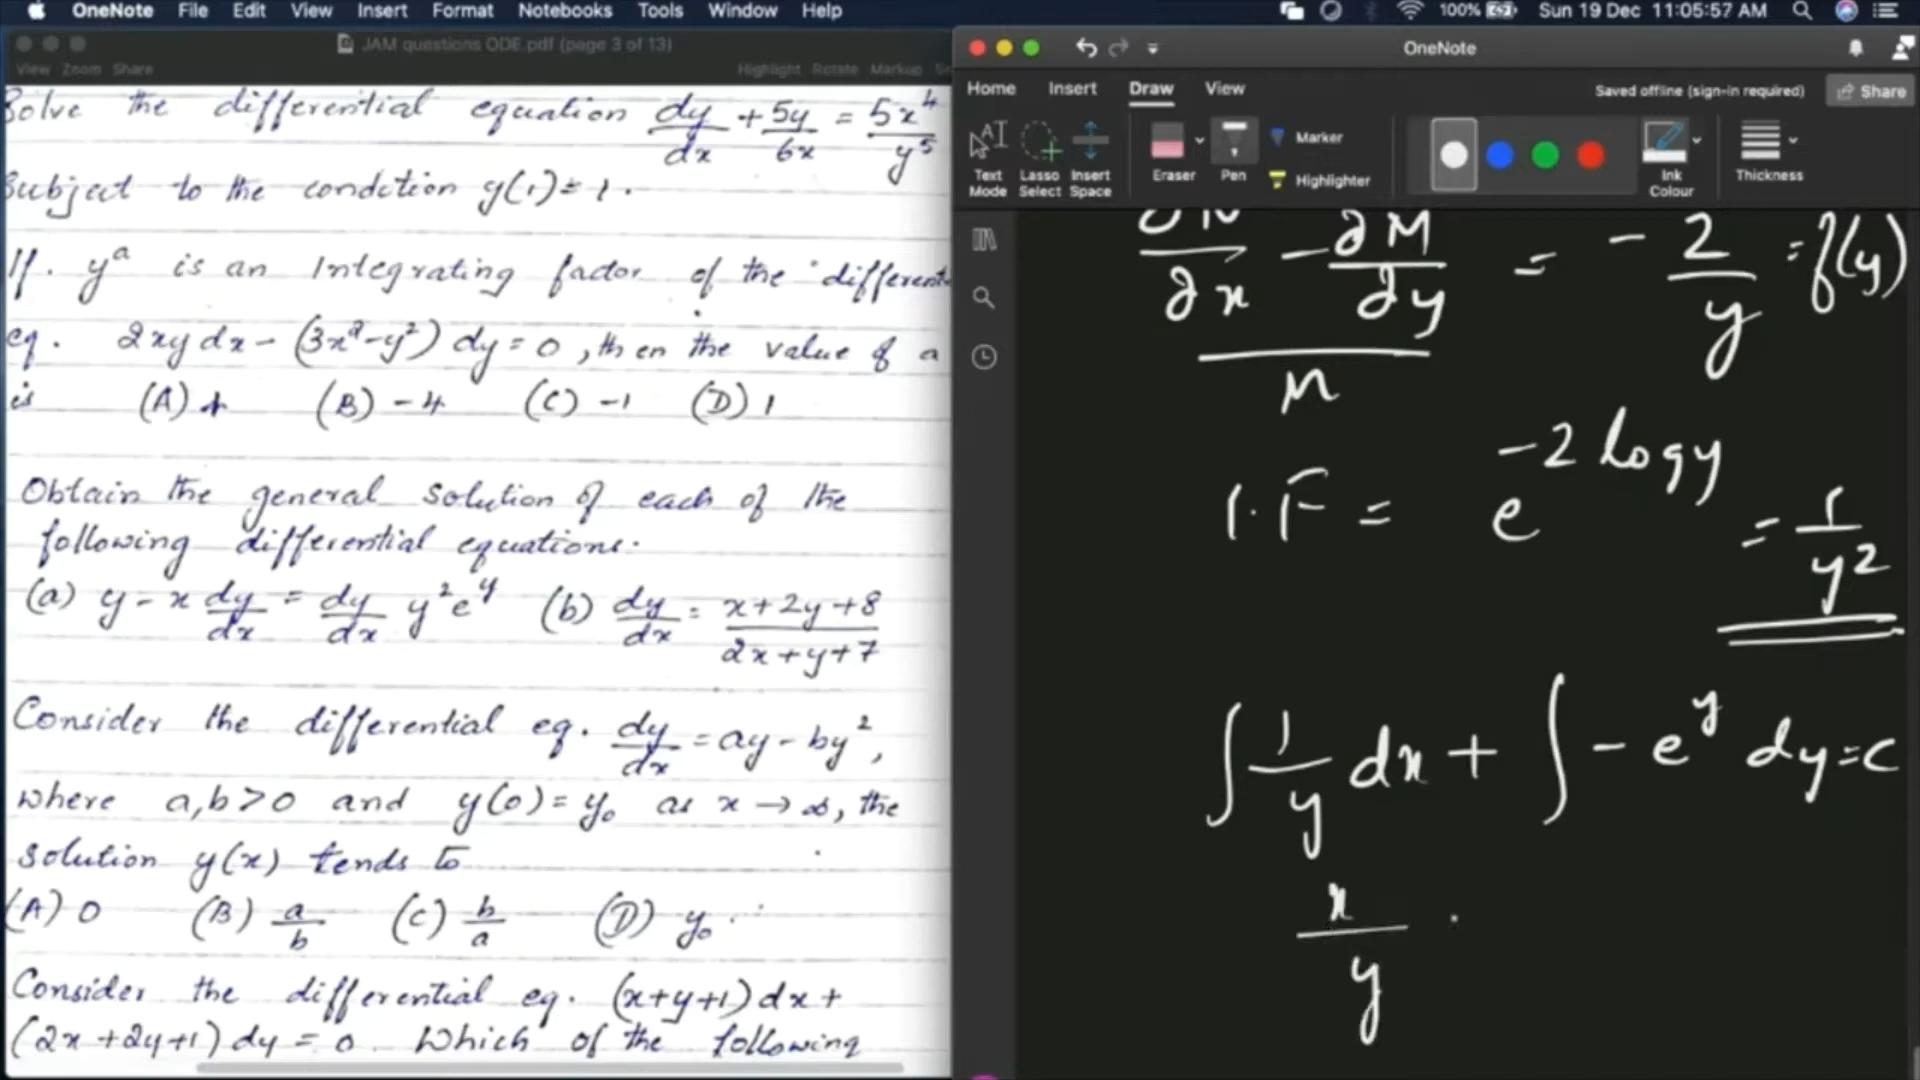 OneNote File Edit View Insert Format Notebooks Tools Window Help 100% Sun 19 Dec 11:05:57 AM
JAM questions ODE.pdf (page 3 of 13)
View Zoom Share Highlight Rotate Markup
Solve the differential equation dy/dx + 5y/6x = 5x^4/y^5
Subject to the condition y(1) = 1.
If. y^a is an Integrating factor of the different
eq. 2xy dx - (3x^2 - y^2) dy = 0, then the value of a
is (A) (B) -4 (C) -1 (D) 1
Obtain the general solution of each of the
following differential equations.
(a) y - x dy/dx = dy/dx y^2 e^y (b) dy/dx = x+2y+8/2x+y+7
Consider the differential eq. dy/dx = ay - by^2,
where a, b > 0 and y(0) = y₀ as x → ∞, the
solution y(x) tends to
(A) 0 (B) a/b (C) b/a (D) y₀.
Consider the differential eq. (x+y+1) dx +
(2x+2y+1) dy = 0. Which of the following
OneNote
Home Insert Draw View Saved offline (sign-in required) Share
Text Mode Lasso Select Insert Space Eraser Pen Marker Highlighter Ink Colour Thickness
∂N/∂x - ∂M/∂y = -2/y = f(y)
M
I.F = e^-2 log y = 1/y^2
∫ 1/y dx + ∫ - e^y dy = c
x/y